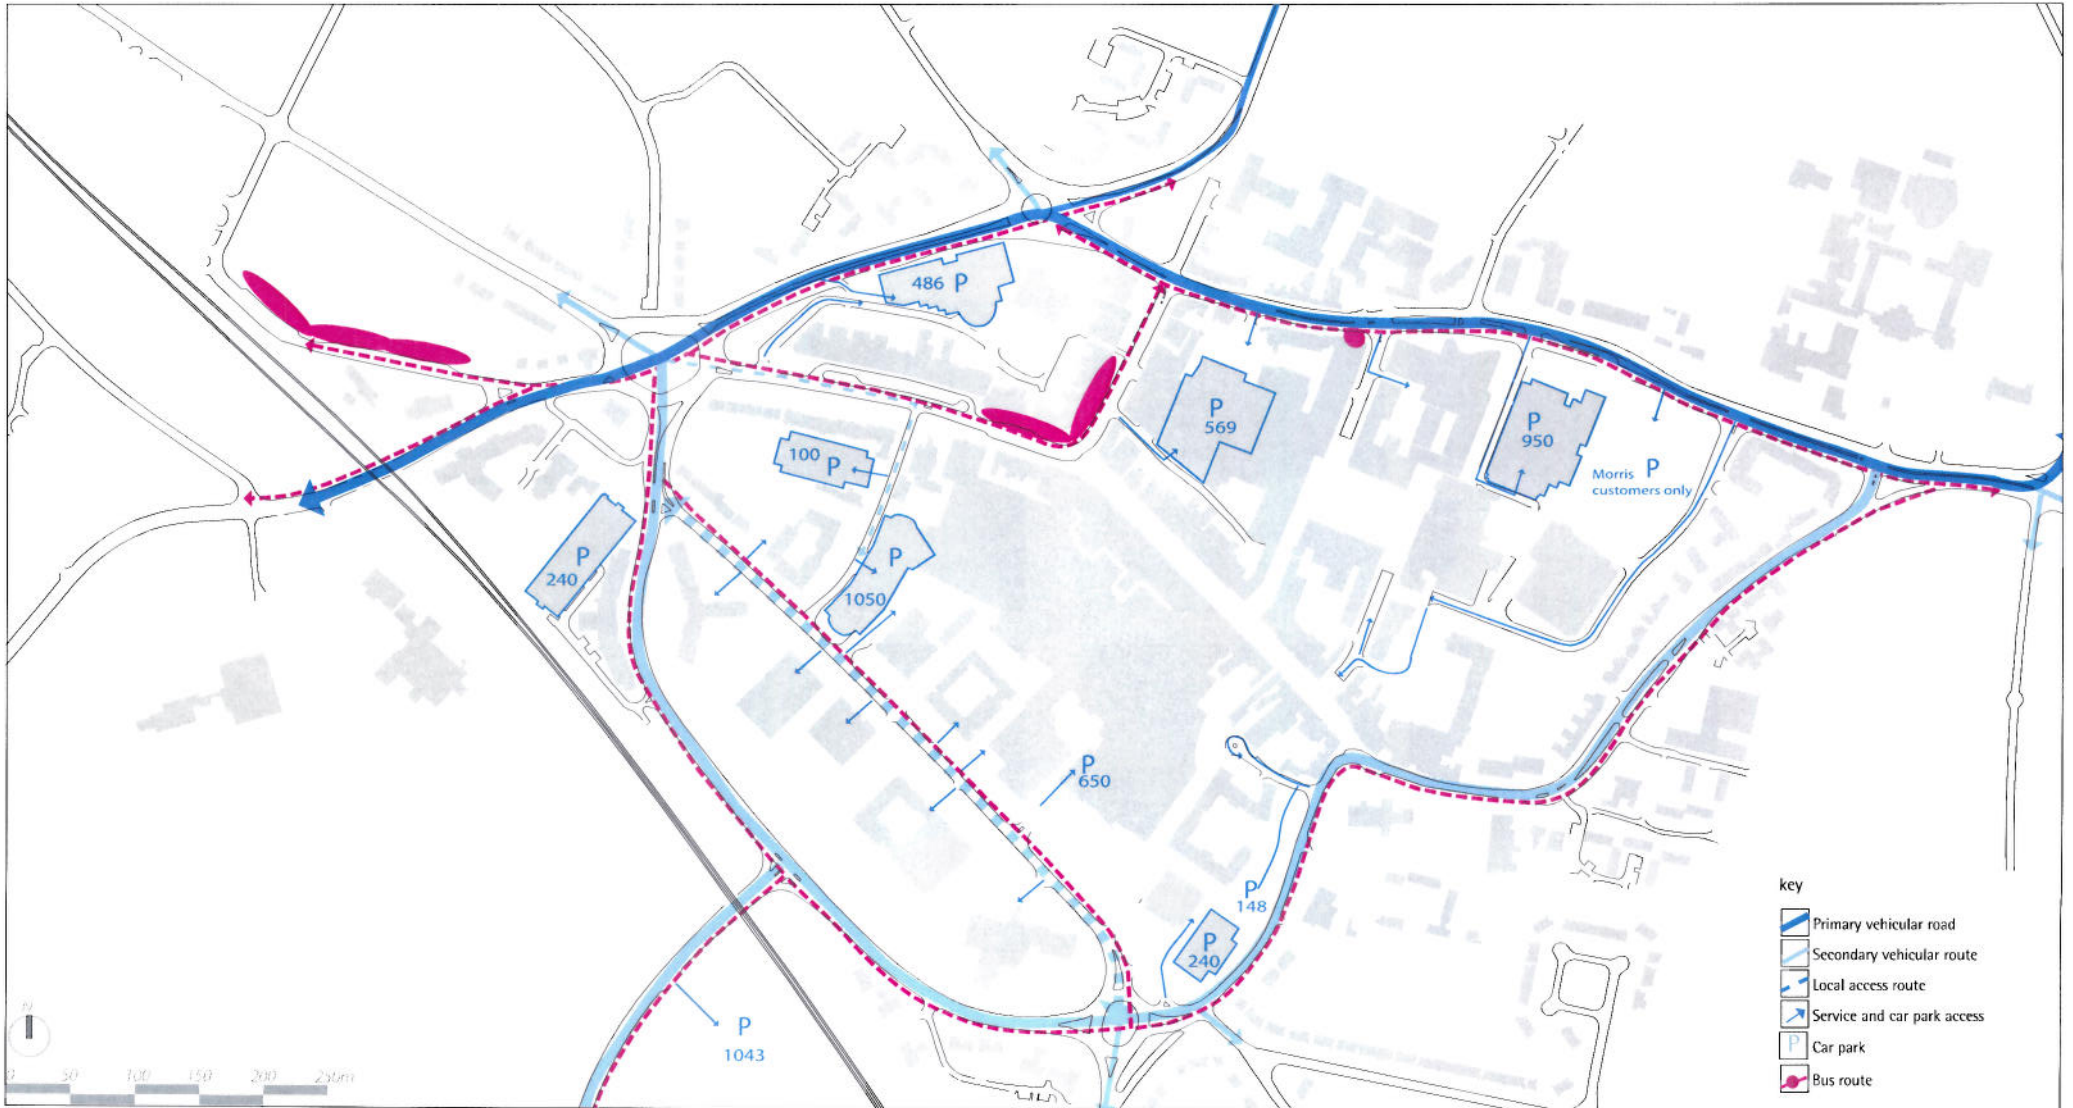 486 P
P
569
P
950
Morris P
customers only
100 P
P
240
P
1050
P
650
P
148
P
240
P
1043
N
0 50 100 150 200 250m
key
Primary vehicular road
Secondary vehicular route
Local access route
Service and car park access
P Car park
Bus route